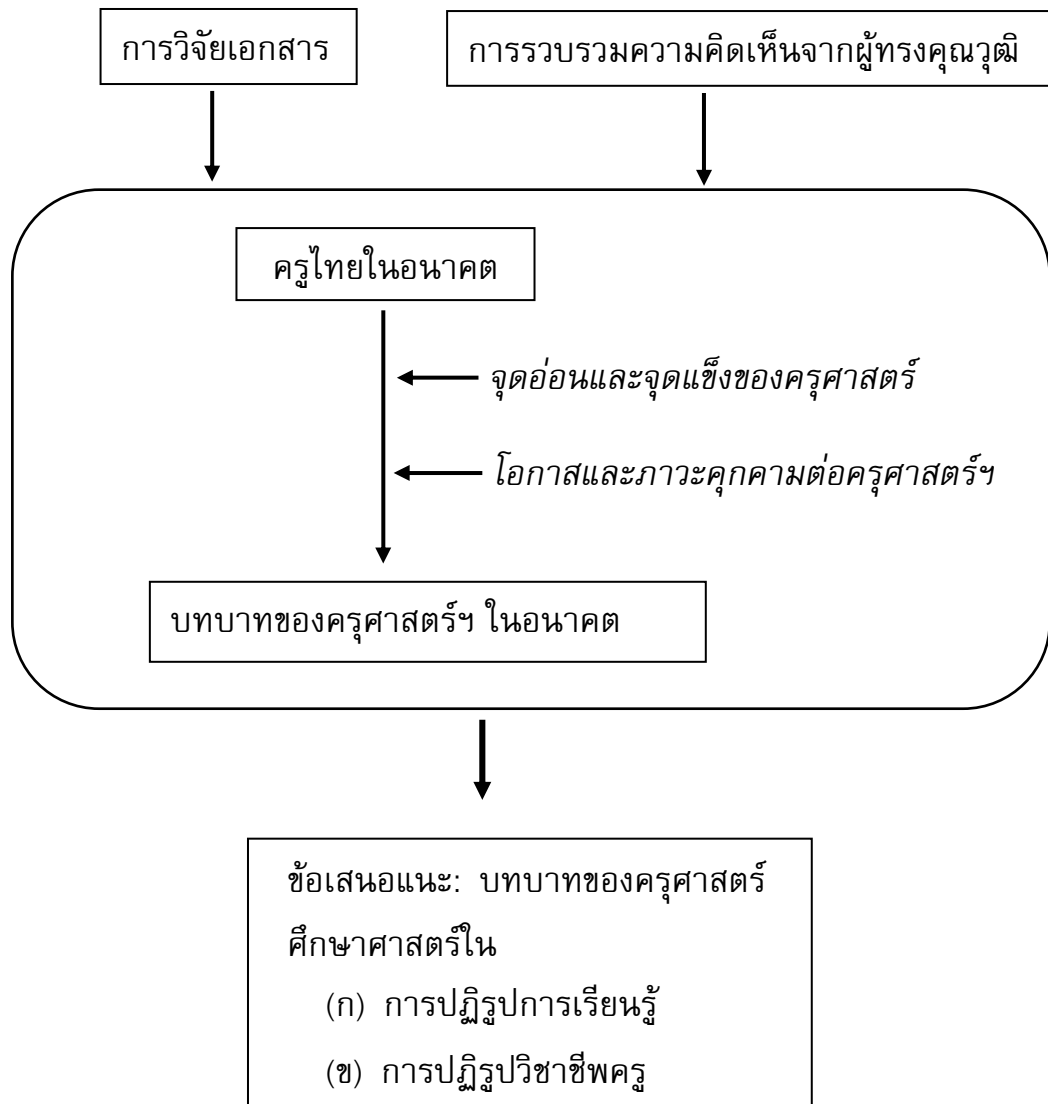 การวิจัยเอกสาร
การรวบรวมความคิดเห็นจากผู้ทรงคุณวุฒิ
ครูไทยในอนาคต
จุดอ่อนและจุดแข็งของครุศาสตร์
โอกาสและภาวะคุกคามต่อครุศาสตร์ฯ
บทบาทของครุศาสตร์ฯ ในอนาคต
ข้อเสนอแนะ: บทบาทของครุศาสตร์
ศึกษาศาสตร์ใน
(ก) การปฏิรูปการเรียนรู้
(ข) การปฏิรูปวิชาชีพครู